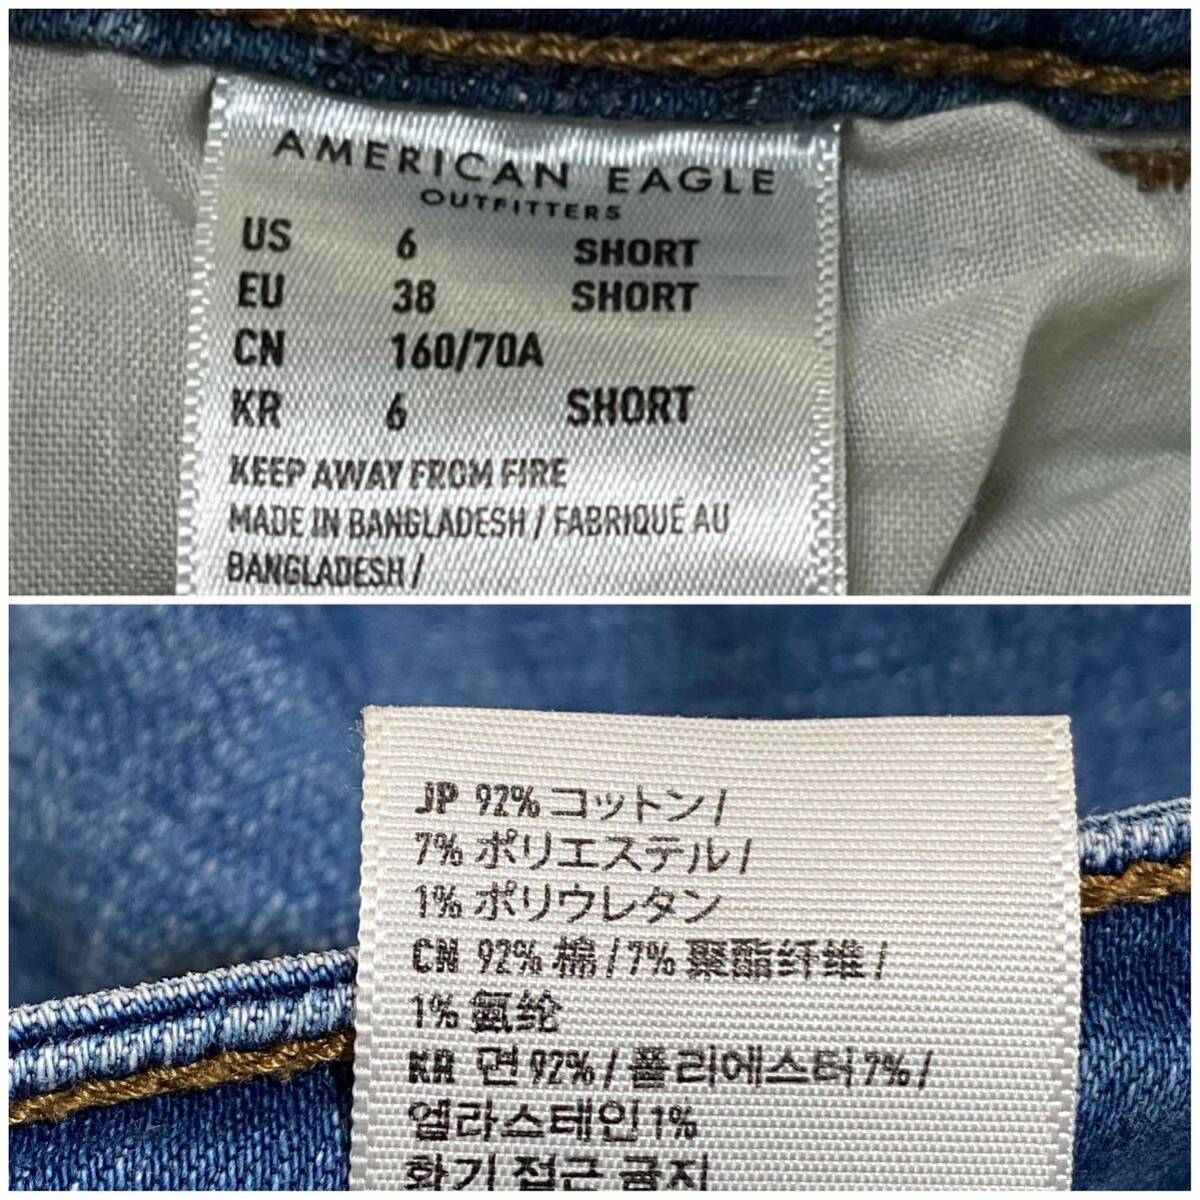 AMERICAN EAGLE
OUTFITTERS
US 6 SHORT
EU 38 SHORT
CN 160/70A
KR 6 SHORT
KEEP AWAY FROM FIRE
MADE IN BANGLADESH / FABRIQUÉ AU
BANGLADESH /
JP 92% コットン /
7% ポリエステル /
1% ポリウレタン
CN 92% 棉 / 7% 聚酯纤维 /
1% 氨纶
KR 면 92% / 폴리에스터 7% /
엘라스테인 1%
화기 접근 금지